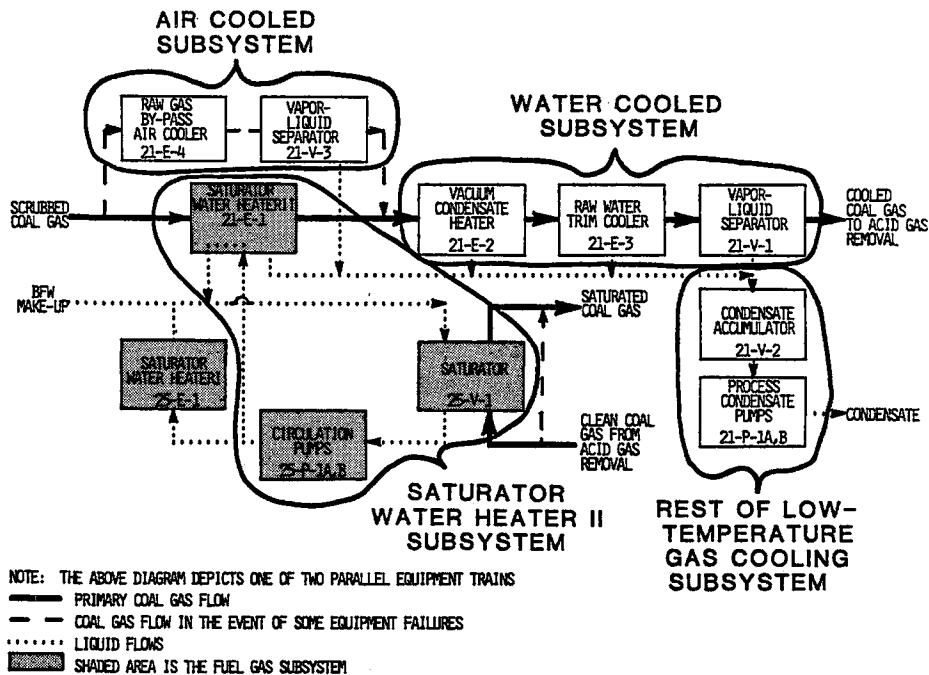 AIR COOLED
SUBSYSTEM
RAW GAS
BY-PASS
AIR COOLER
21-E-4
VAPOR-
LIQUID
SEPARATOR
21-V-3
WATER COOLED
SUBSYSTEM
SCRUBBED
COAL GAS
SATURATOR
WATER HEATERII
21-E-1
VACUUM
CONDENSATE
HEATER
21-E-2
RAW WATER
TRIM COOLER
21-E-3
VAPOR-
LIQUID
SEPARATOR
21-V-1
COOLED
COAL GAS
TO ACID GAS
REMOVAL
BFW
MAKE-UP
SATURATED
COAL GAS
SATURATOR
WATER HEATERI
25-E-1
SATURATOR
25-V-1
CONDENSATE
ACCUMULATOR
21-V-2
CIRCULATION
PUMPS
25-P-1A,B
CLEAN COAL
GAS FROM
ACID GAS
REMOVAL
PROCESS
CONDENSATE
PUMPS
21-P-1A,B
CONDENSATE
SATURATOR
WATER HEATER II
SUBSYSTEM
REST OF LOW-
TEMPERATURE
GAS COOLING
SUBSYSTEM
NOTE: THE ABOVE DIAGRAM DEPICTS ONE OF TWO PARALLEL EQUIPMENT TRAINS
PRIMARY COAL GAS FLOW
COAL GAS FLOW IN THE EVENT OF SOME EQUIPMENT FAILURES
LIQUID FLOWS
SHADED AREA IS THE FUEL GAS SUBSYSTEM